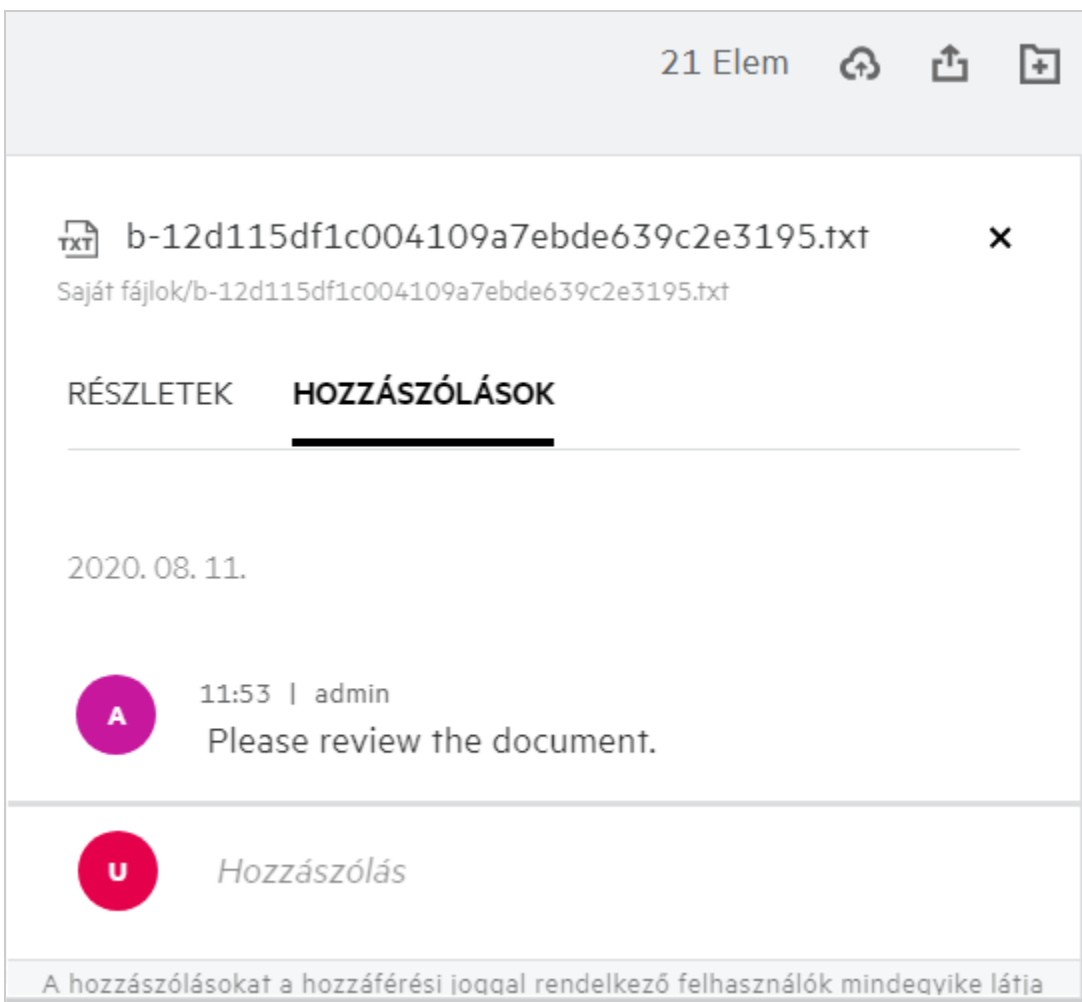 21 Elem
TXT b-12d115df1c004109a7ebde639c2e3195.txt
Saját fájlok/b-12d115df1c004109a7ebde639c2e3195.txt
RÉSZLETEK HOZZÁSZÓLÁSOK
2020. 08. 11.
11:53 | admin
A
Please review the document.
U Hozzászólás
A hozzászólásokat a hozzáférési joggal rendelkező felhasználók mindegyike látja